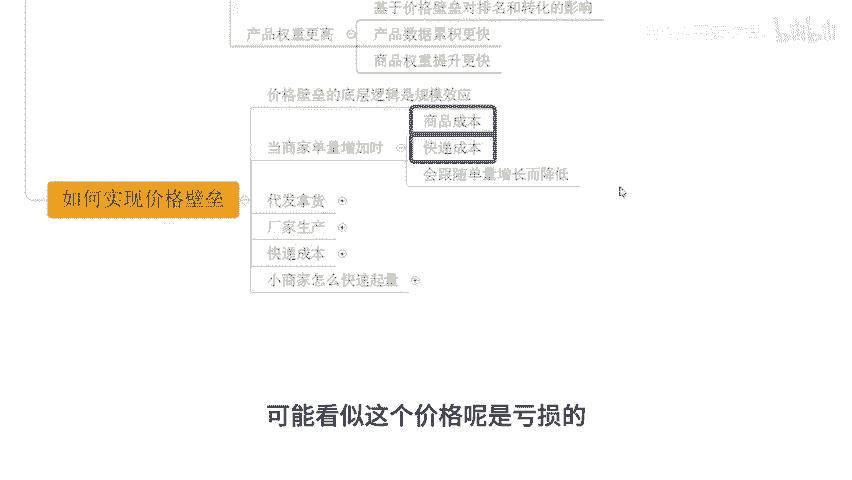 基于价格壁垒对排名和转化的影响
产品权重更高
产品数据累积更快
商品权重提升更快
价格壁垒的底层逻辑是规模效应
商品成本
当商家单量增加时
快递成本
会跟随单量增长而降低
如何实现价格壁垒
代发拿货
厂家生产
快递成本
小商家怎么快速起量
可能看似这个价格呢是亏损的
bilibili